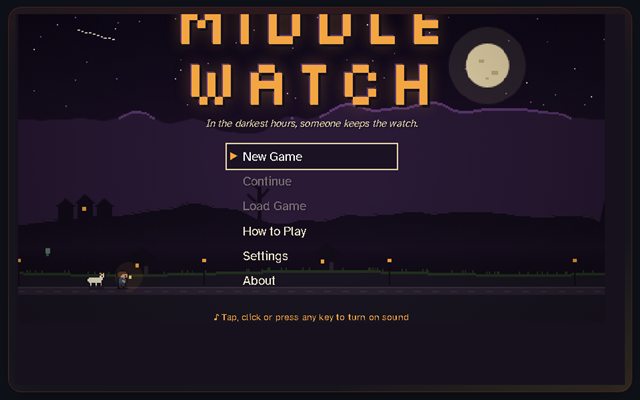 MIDDLE
WATCH
In the darkest hours, someone keeps the watch.
New Game
Continue
Load Game
How to Play
Settings
About
♪ Tap, click or press any key to turn on sound